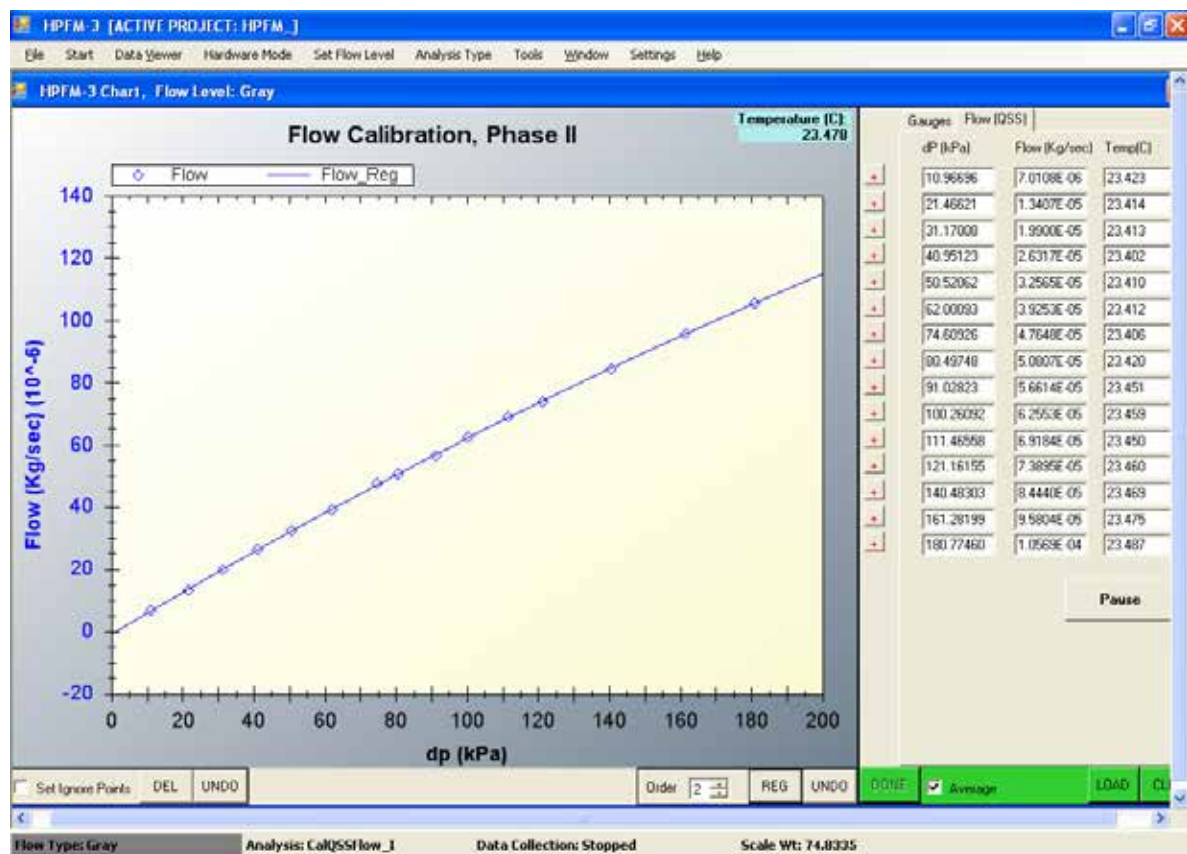 HPFM-3 [ACTIVE PROJECT: HPFM_]
File Start Data Viewer Hardware Mode Set Flow Level Analysis Type Tools Window Settings Help
HPFM-3 Chart, Flow Level: Gray
Flow Calibration, Phase II
Temperature (C):
23.470
Flow Flow_Reg
140
120
100
80
60
40
20
0
-20
Flow (Kg/sec) (10^-6)
0 20 40 60 80 100 120 140 160 180 200
dp (kPa)
Gauges Flow (QSS)
dP (kPa) Flow (Kg/sec) Temp(C)
+ 10.96696 7.0108E-06 23.423
+ 21.46621 1.3407E-05 23.414
+ 31.17008 1.9900E-05 23.413
+ 40.95123 2.6317E-05 23.402
+ 50.52062 3.2565E-05 23.410
+ 62.00093 3.9253E-05 23.412
+ 74.60926 4.7648E-05 23.406
+ 80.49748 5.0807E-05 23.420
+ 91.02823 5.6614E-05 23.451
+ 100.26092 6.2553E-05 23.459
+ 111.46558 6.9184E-05 23.450
+ 121.16155 7.3895E-05 23.460
+ 140.48303 8.4440E-05 23.469
+ 161.28199 9.5804E-05 23.475
+ 180.77460 1.0569E-04 23.487
Pause
Set Ignore Points DEL UNDO Order 2 REG UNDO DONE Average LOAD CL
Flow Type: Gray Analysis: CalQSSFlow_1 Data Collection: Stopped Scale Wt: 74.8335